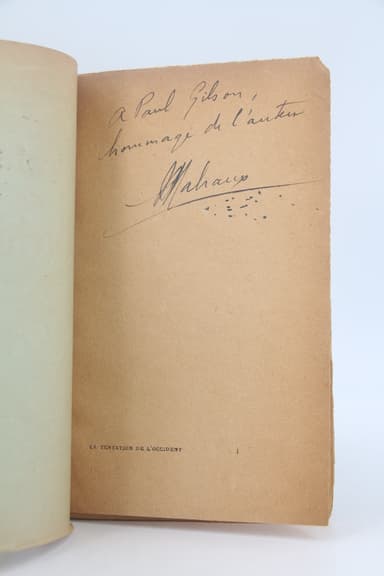 A Paul Gilson,
hommage de l'auteur
AMalraux
LA TENTATION DE L'OCCIDENT 1